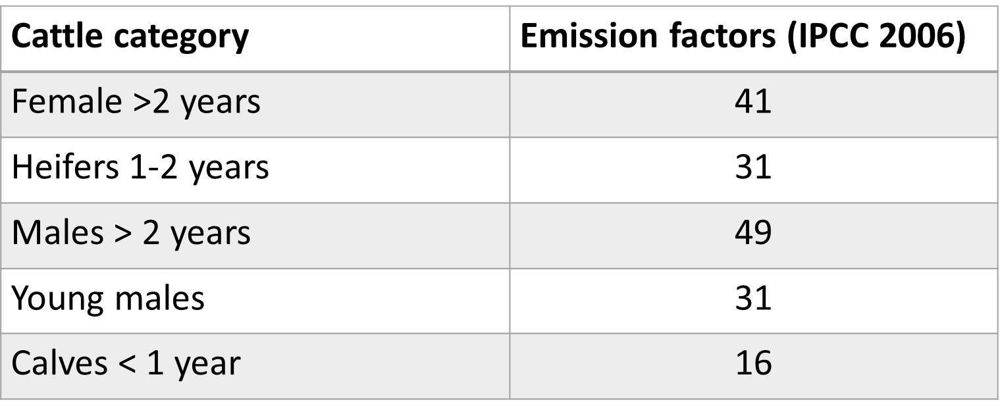 Cattle category Emission factors (IPCC 2006)
Female >2 years 41
Heifers 1-2 years 31
Males > 2 years 49
Young males 31
Calves < 1 year 16